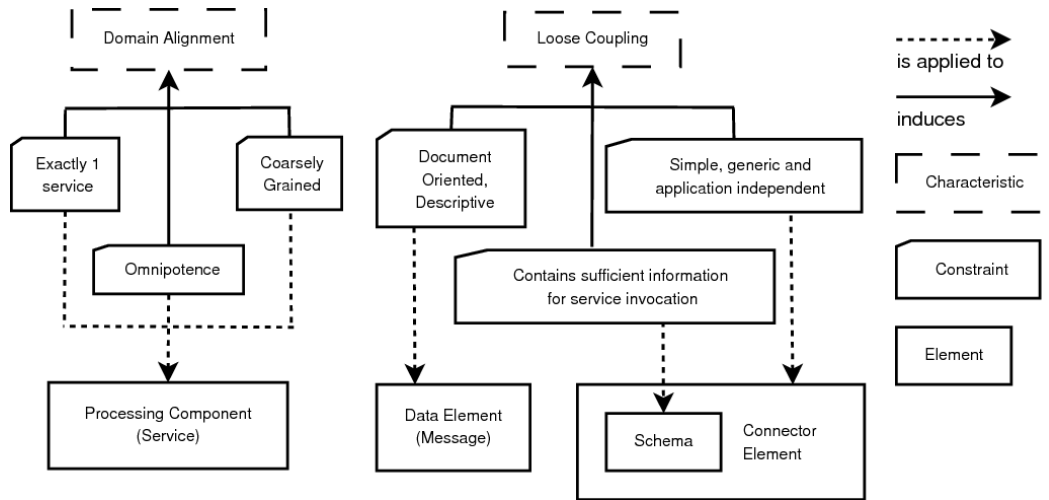 Domain Alignment
Exactly 1
service
Coarsely
Grained
Omnipotence
Processing Component
(Service)
Loose Coupling
Document
Oriented,
Descriptive
Simple, generic and
application independent
Contains sufficient information
for service invocation
Data Element
(Message)
Schema
Connector
Element
is applied to
induces
Characteristic
Constraint
Element